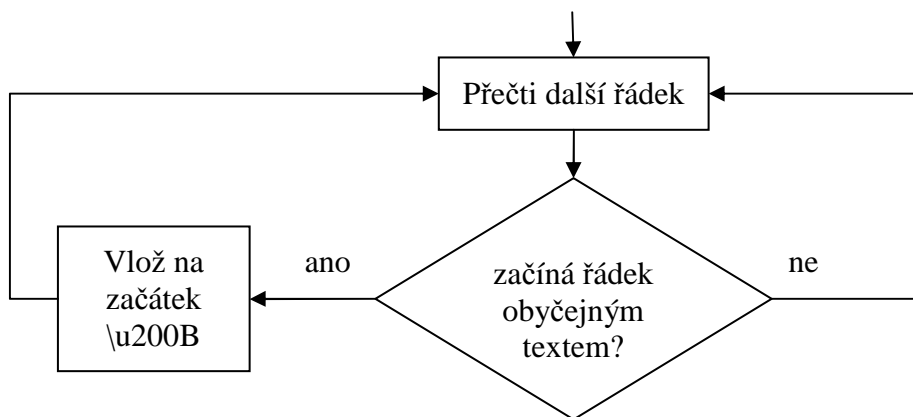 Přečti další řádek
Vlož na
začátek
\u200B
ano
začíná řádek
obyčejným
textem?
ne